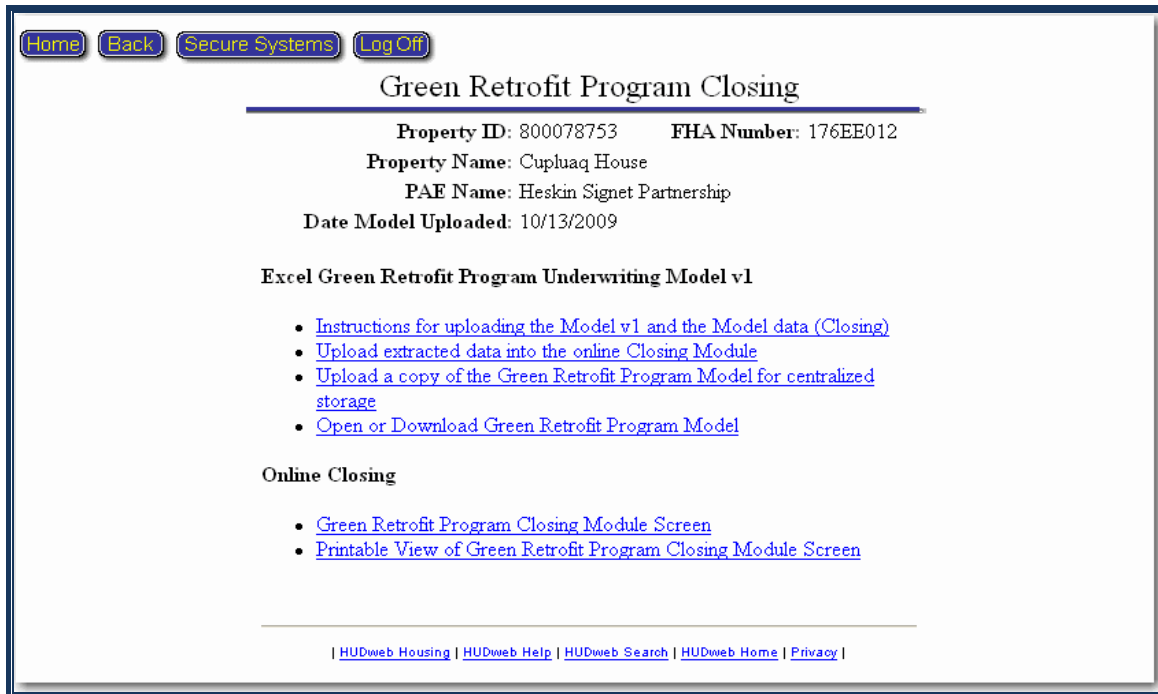 Home Back Secure Systems Log Off
Green Retrofit Program Closing
Property ID: 800078753 FHA Number: 176EE012
Property Name: Cupluaq House
PAE Name: Heskin Signet Partnership
Date Model Uploaded: 10/13/2009
Excel Green Retrofit Program Underwriting Model v1
• Instructions for uploading the Model v1 and the Model data (Closing)
• Upload extracted data into the online Closing Module
• Upload a copy of the Green Retrofit Program Model for centralized
storage
• Open or Download Green Retrofit Program Model
Online Closing
• Green Retrofit Program Closing Module Screen
• Printable View of Green Retrofit Program Closing Module Screen
| HUDweb Housing | HUDweb Help | HUDweb Search | HUDweb Home | Privacy |